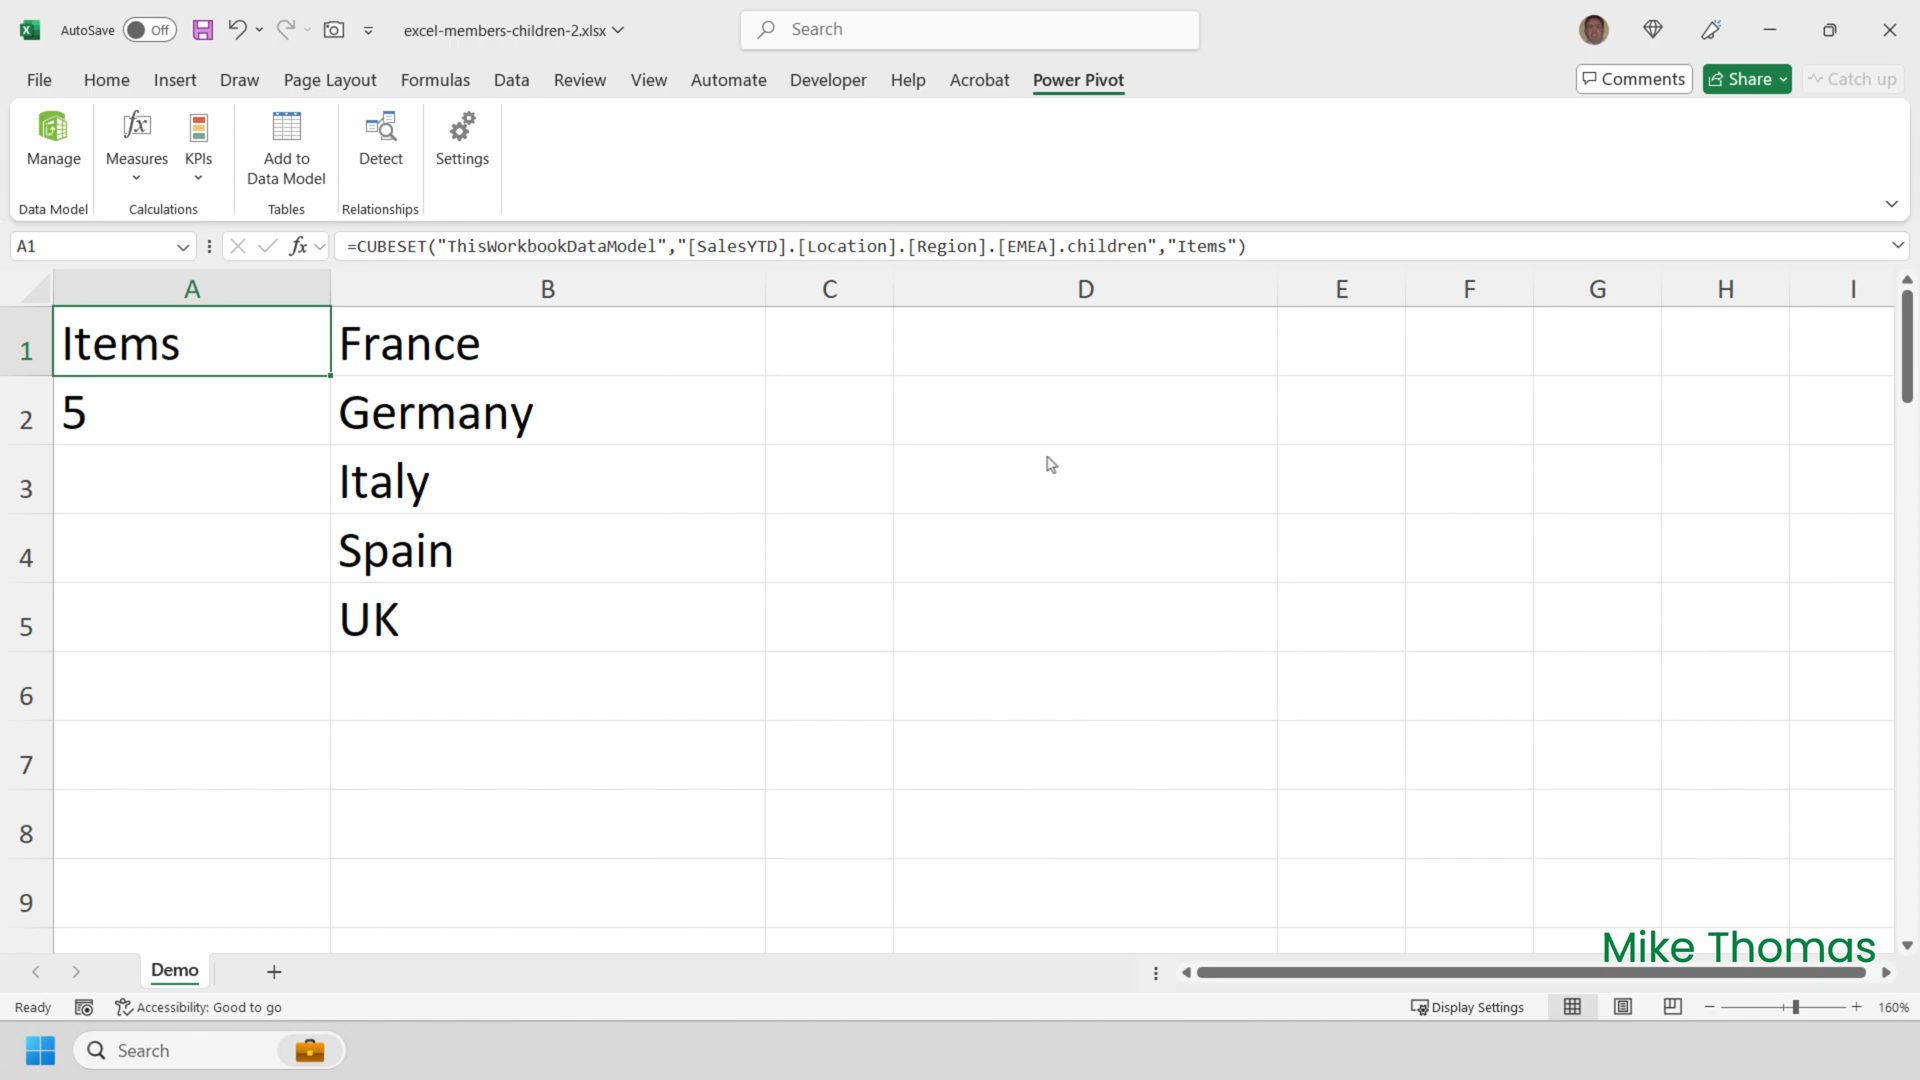 AutoSave Off excel-members-children-2.xlsx Search
File Home Insert Draw Page Layout Formulas Data Review View Automate Developer Help Acrobat Power Pivot Comments Share Catch up
Manage Measures KPIs Add to Data Model Detect Settings
Data Model Calculations Tables Relationships
A1 fx =CUBESET("ThisWorkbookDataModel","[SalesYTD].[Location].[Region].[EMEA].children","Items")
A B C D E F G H I
1 Items France
2 5 Germany
3 Italy
4 Spain
5 UK
6
7
8
9
Mike Thomas
Demo
Ready Accessibility: Good to go Display Settings 160%
Search